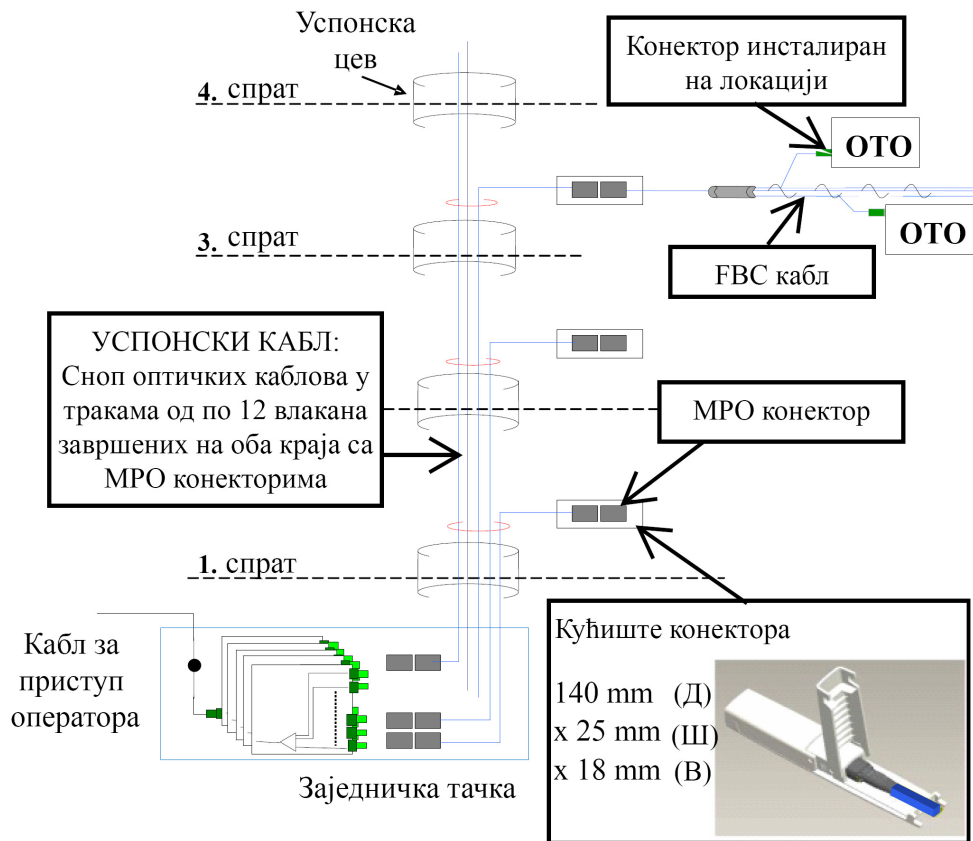 Успонска
цев
Конектор инсталиран
на локацији
4. спрат
ОТО
ОТО
3. спрат
FBC кабл
УСПОНСКИ КАБЛ:
Сноп оптичких каблова у
тракама од по 12 влакана
завршених на оба краја са
МРО конекторима
МРО конектор
1. спрат
Кабл за
приступ
оператора
Заједничка тачка
Кућиште конектора
140 mm (Д)
x 25 mm (Ш)
x 18 mm (В)